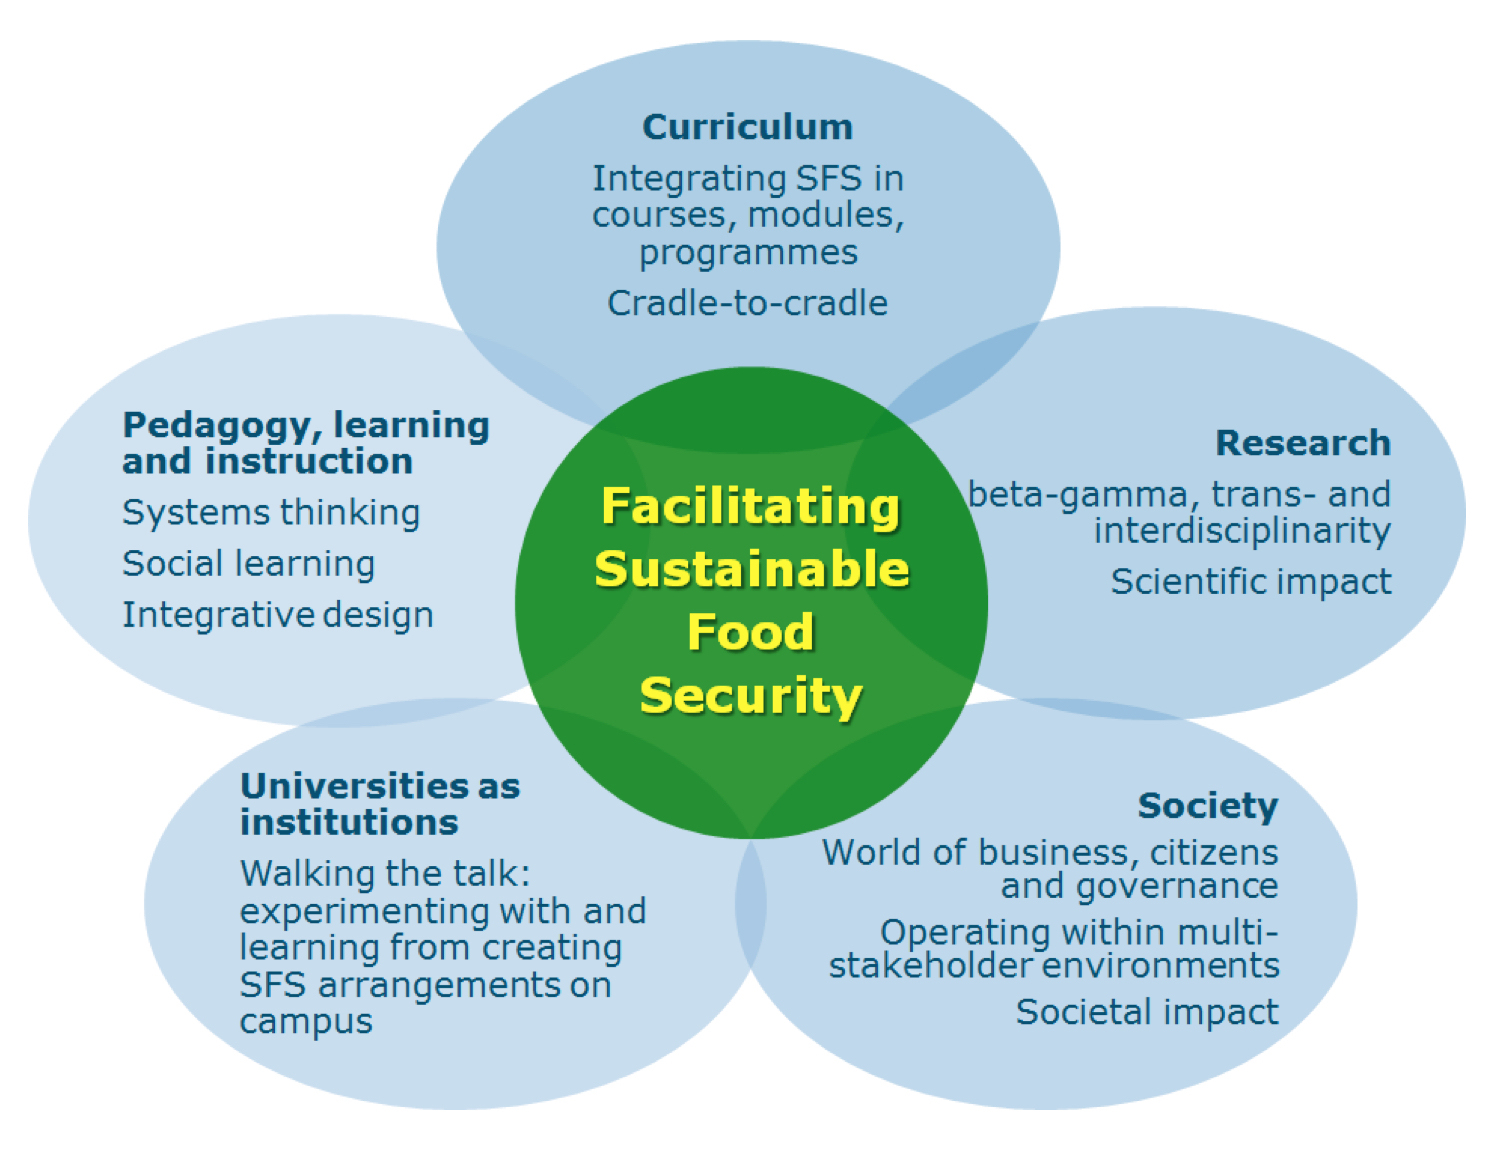 Curriculum
Integrating SFS in
courses, modules,
programmes
Cradle-to-cradle
Pedagogy, learning
and instruction
Systems thinking
Social learning
Integrative design
Facilitating
Sustainable
Food
Security
Research
beta-gamma, trans- and
interdisciplinarity
Scientific impact
Universities as
institutions
Walking the talk:
experimenting with and
learning from creating
SFS arrangements on
campus
Society
World of business, citizens
and governance
Operating within multi-
stakeholder environments
Societal impact